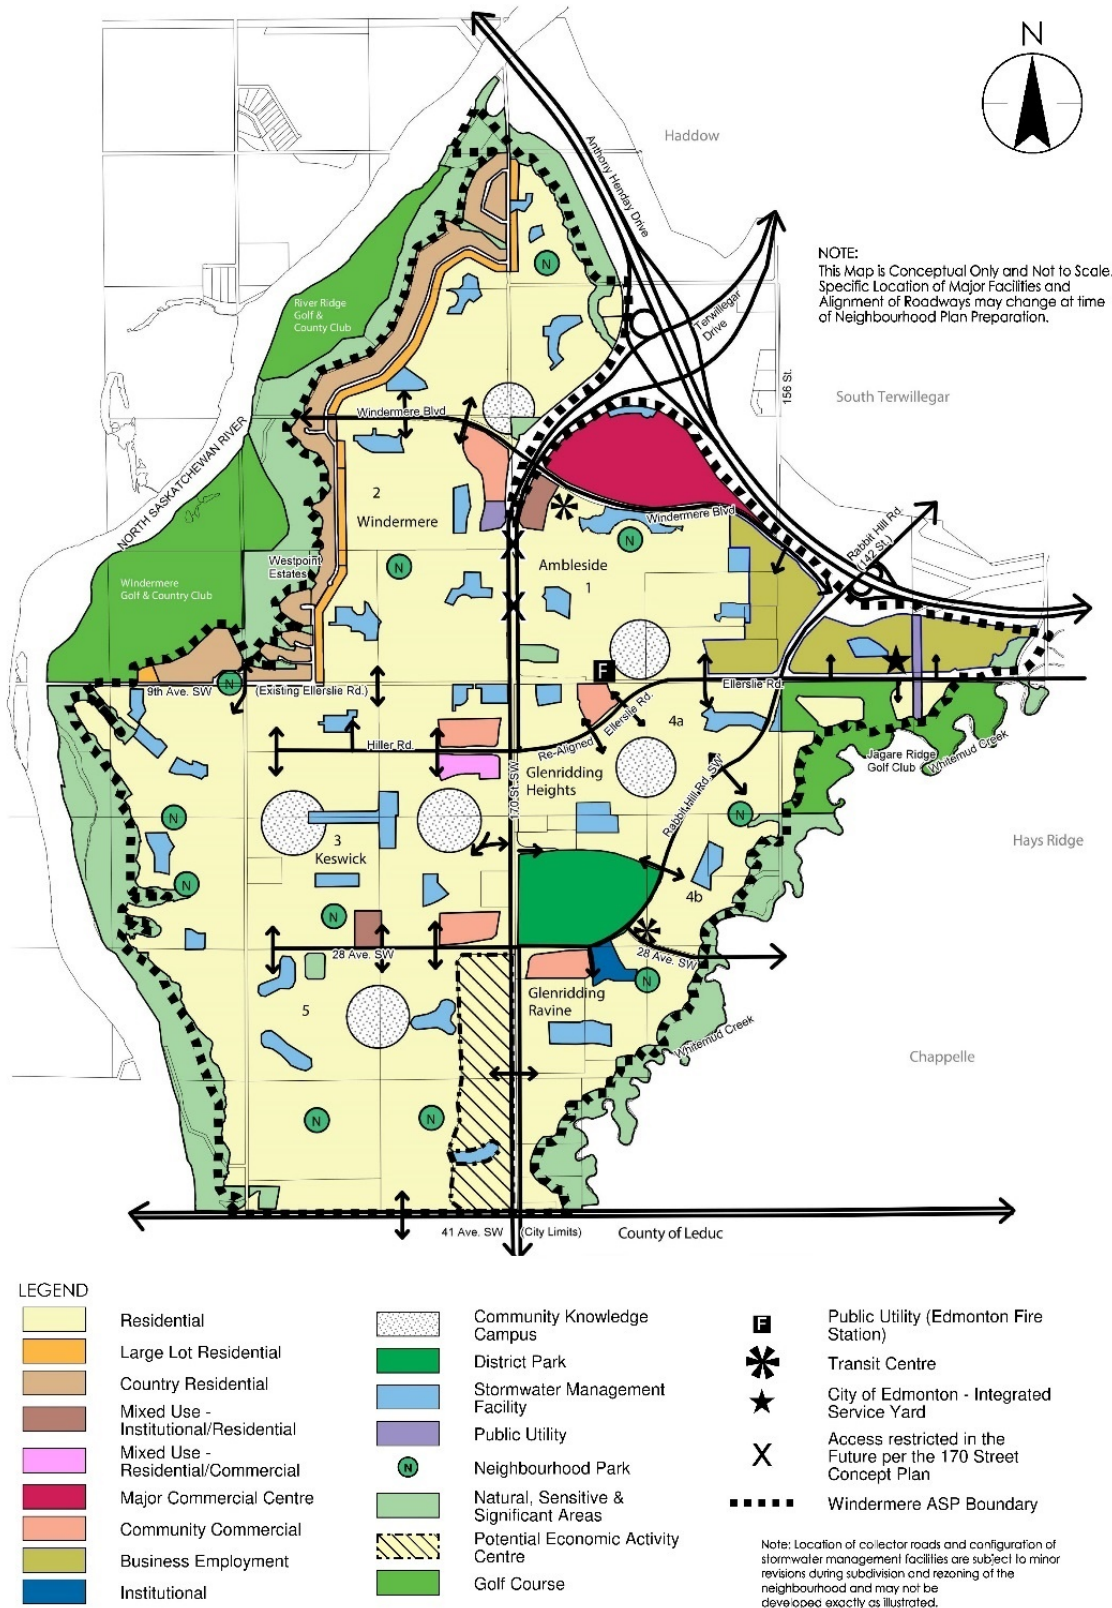 N
Haddow
Anthony Henday Drive
NOTE:
This Map is Conceptual Only and Not to Scale.
Specific Location of Major Facilities and
Alignment of Roadways may change at time
of Neighbourhood Plan Preparation.
N
River Ridge
Golf &
County Club
Terwillegar
Drive
156 St.
South Terwillegar
Windermere Blvd
NORTH SASKATCHEWAN RIVER
2
Windermere
Windermere Blvd
N
Rabbit Hill Rd.
(142 St.)
X
Westpoint
Estates
N
Ambleside
1
Windermere
Golf & Country Club
X
F
N
9th Ave. SW
(Existing Ellerslie Rd.)
Ellerslie Rd.
Ellerslie Rd.
4a
Re-Aligned
Hiller Rd.
Jagare Ridge
Golf Club
Whitemud Creek
170 St. SW
Glenridding
Heights
Rabbit Hill Rd. SW
N
N
3
Keswick
Hays Ridge
N
4b
N
28 Ave. SW
28 Ave. SW
N
Glenridding
Ravine
5
Whitemud Creek
Chappelle
N
N
41 Ave. SW
(City Limits)
County of Leduc
LEGEND
Residential
Large Lot Residential
Country Residential
Mixed Use -
Institutional/Residential
Mixed Use -
Residential/Commercial
Major Commercial Centre
Community Commercial
Business Employment
Institutional
Community Knowledge
Campus
District Park
Stormwater Management
Facility
Public Utility
N
Neighbourhood Park
Natural, Sensitive &
Significant Areas
Potential Economic Activity
Centre
Golf Course
F
Public Utility (Edmonton Fire
Station)
Transit Centre
City of Edmonton - Integrated
Service Yard
X
Access restricted in the
Future per the 170 Street
Concept Plan
Windermere ASP Boundary
Note: Location of collector roads and configuration of
stormwater management facilities are subject to minor
revisions during subdivision and rezoning of the
neighbourhood and may not be
developed exactly as illustrated.